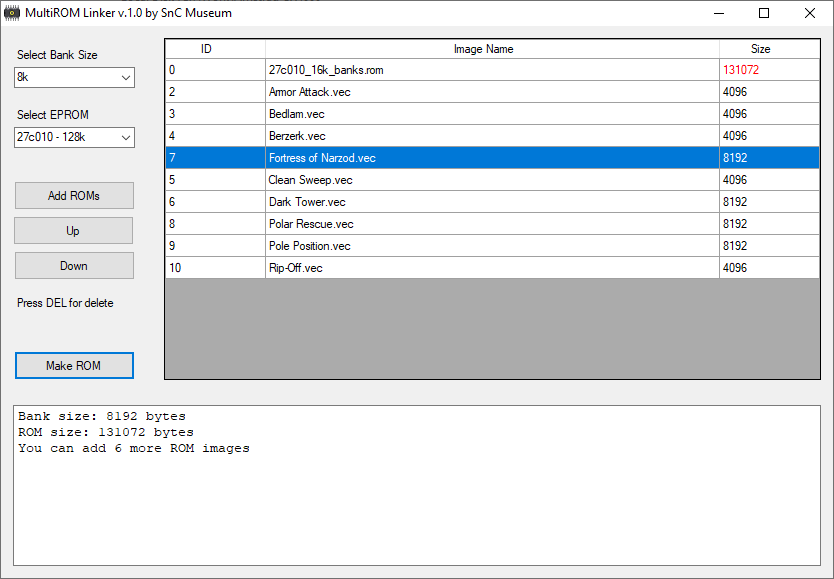 MultiROM Linker v.1.0 by SnC Museum
Select Bank Size
8k
Select EPROM
27c010 - 128k
Add ROMs
Up
Down
Press DEL for delete
Make ROM
ID Image Name Size
0 27c010_16k_banks.rom 131072
2 Armor Attack.vec 4096
3 Bedlam.vec 4096
4 Berzerk.vec 4096
7 Fortress of Narzod.vec 8192
5 Clean Sweep.vec 4096
6 Dark Tower.vec 8192
8 Polar Rescue.vec 8192
9 Pole Position.vec 8192
10 Rip-Off.vec 4096
Bank size: 8192 bytes
ROM size: 131072 bytes
You can add 6 more ROM images